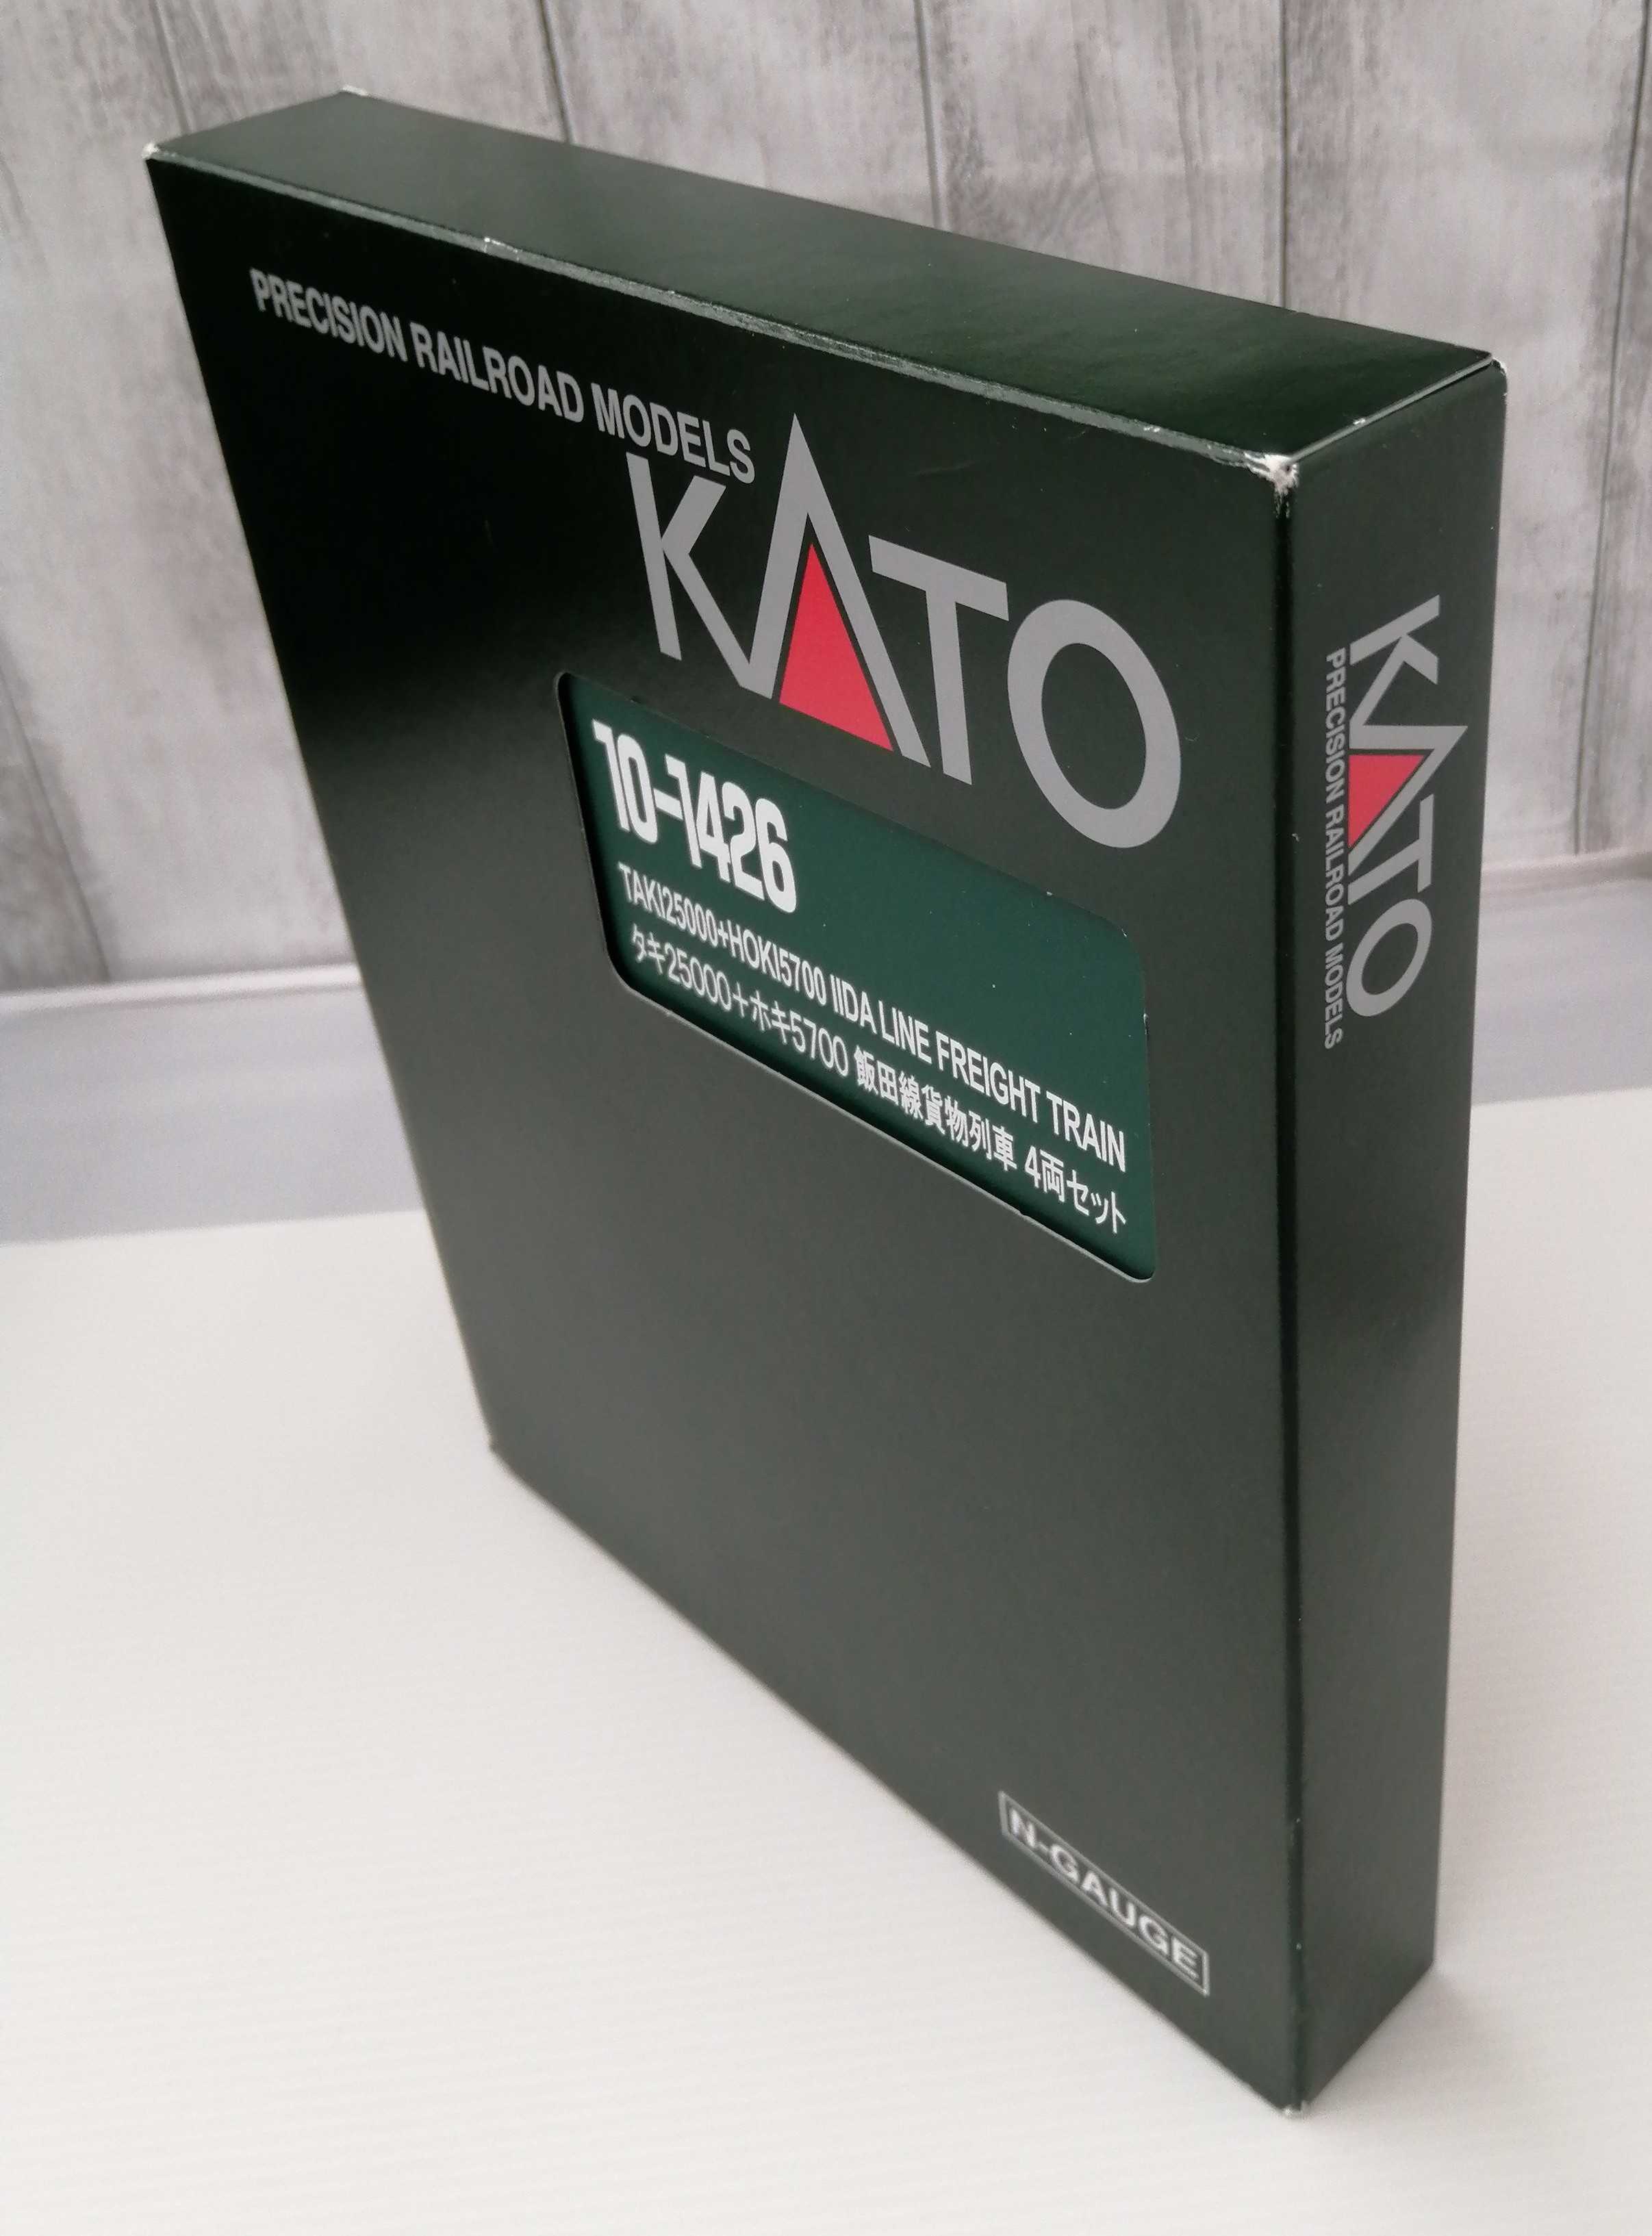 PRECISION RAILROAD MODELS
KATO
10-1426
TAKI25000+HOKI5700 IIDA LINE FREIGHT TRAIN
タキ25000+ホキ5700 飯田線貨物列車 4両セット
N-GAUGE
KATO
PRECISION RAILROAD MODELS